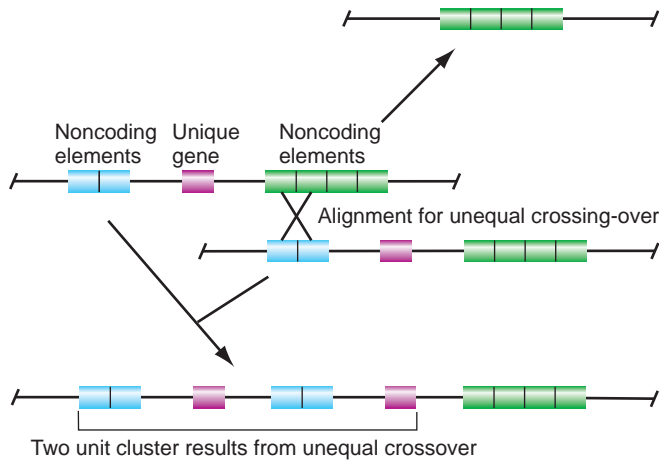 Noncoding
elements
Unique
gene
Noncoding
elements
Alignment for unequal crossing-over
Two unit cluster results from unequal crossover